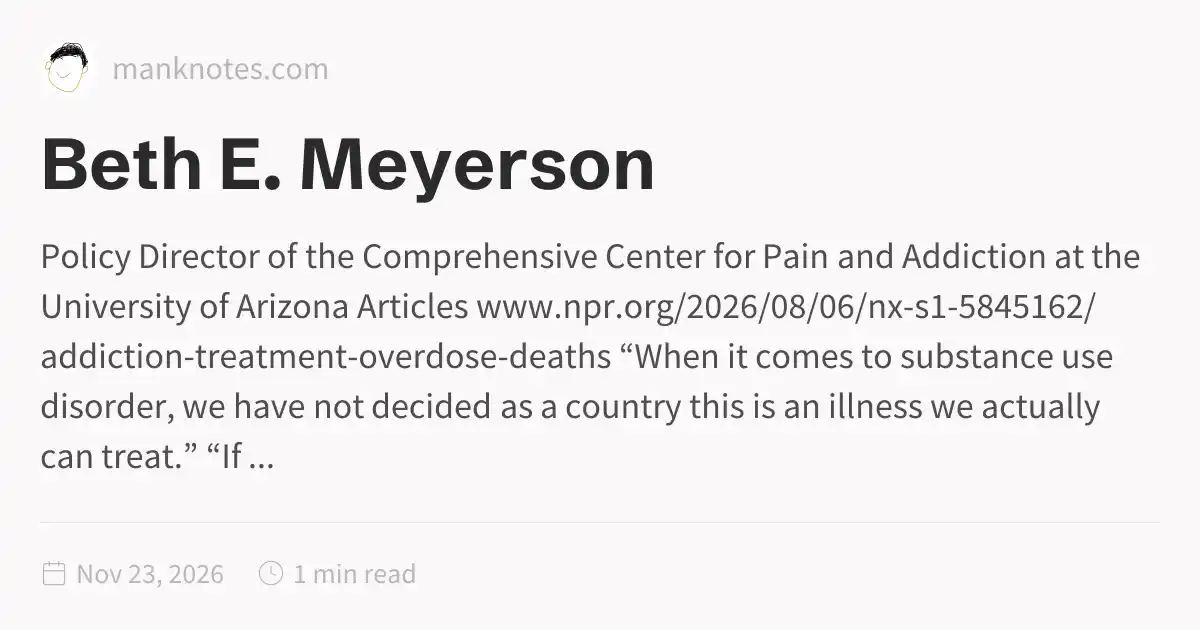 manknotes.com
Beth E. Meyerson
Policy Director of the Comprehensive Center for Pain and Addiction at the
University of Arizona Articles www.npr.org/2026/08/06/nx-s1-5845162/
addiction-treatment-overdose-deaths “When it comes to substance use
disorder, we have not decided as a country this is an illness we actually
can treat.” “If ...
Nov 23, 2026 1 min read